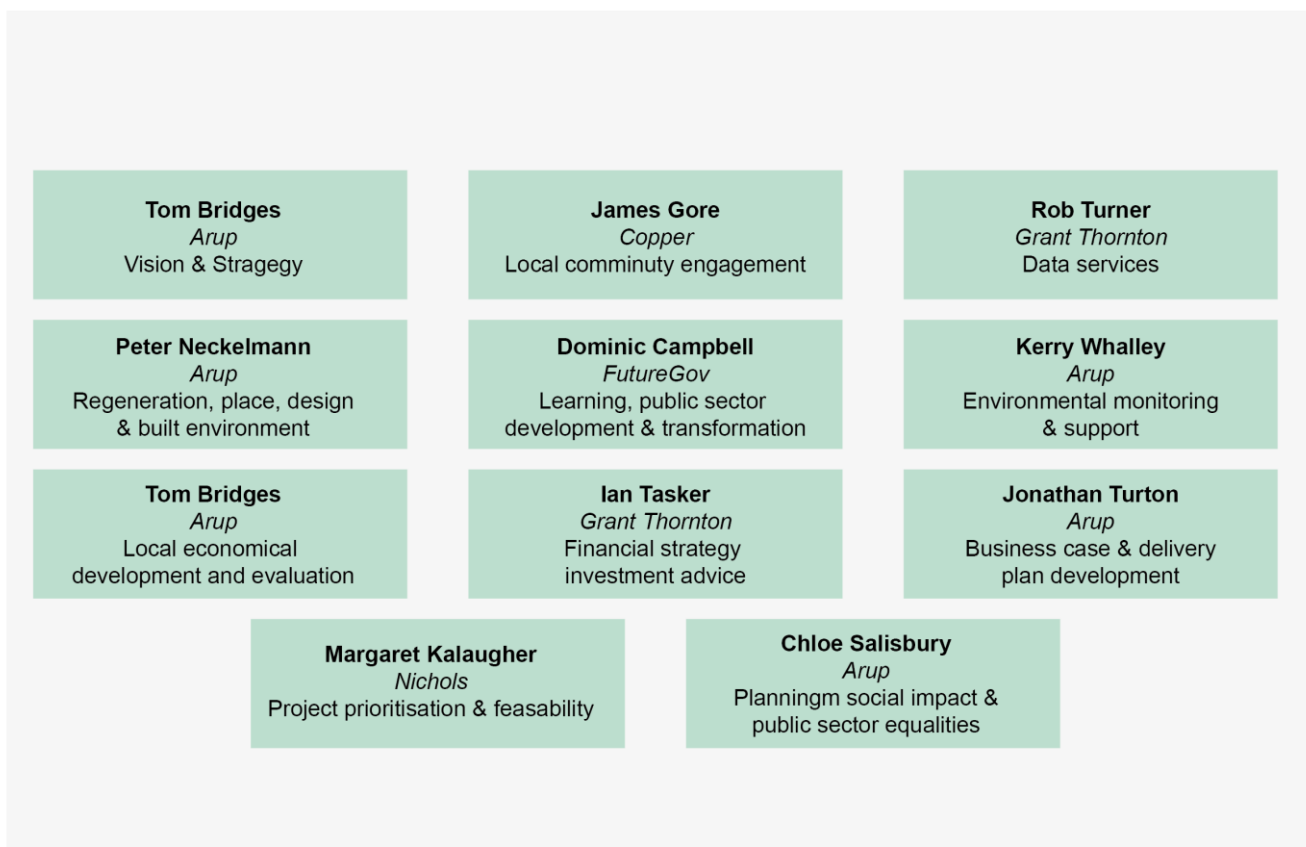 Tom Bridges
Arup
Vision & Stragegy
James Gore
Copper
Local comminuty engagement
Rob Turner
Grant Thornton
Data services
Peter Neckelmann
Arup
Regeneration, place, design
& built environment
Dominic Campbell
FutureGov
Learning, public sector
development & transformation
Kerry Whalley
Arup
Environmental monitoring
& support
Tom Bridges
Arup
Local economical
development and evaluation
Ian Tasker
Grant Thornton
Financial strategy
investment advice
Jonathan Turton
Arup
Business case & delivery
plan development
Margaret Kalaugher
Nichols
Project prioritisation & feasability
Chloe Salisbury
Arup
Planningm social impact &
public sector equalities